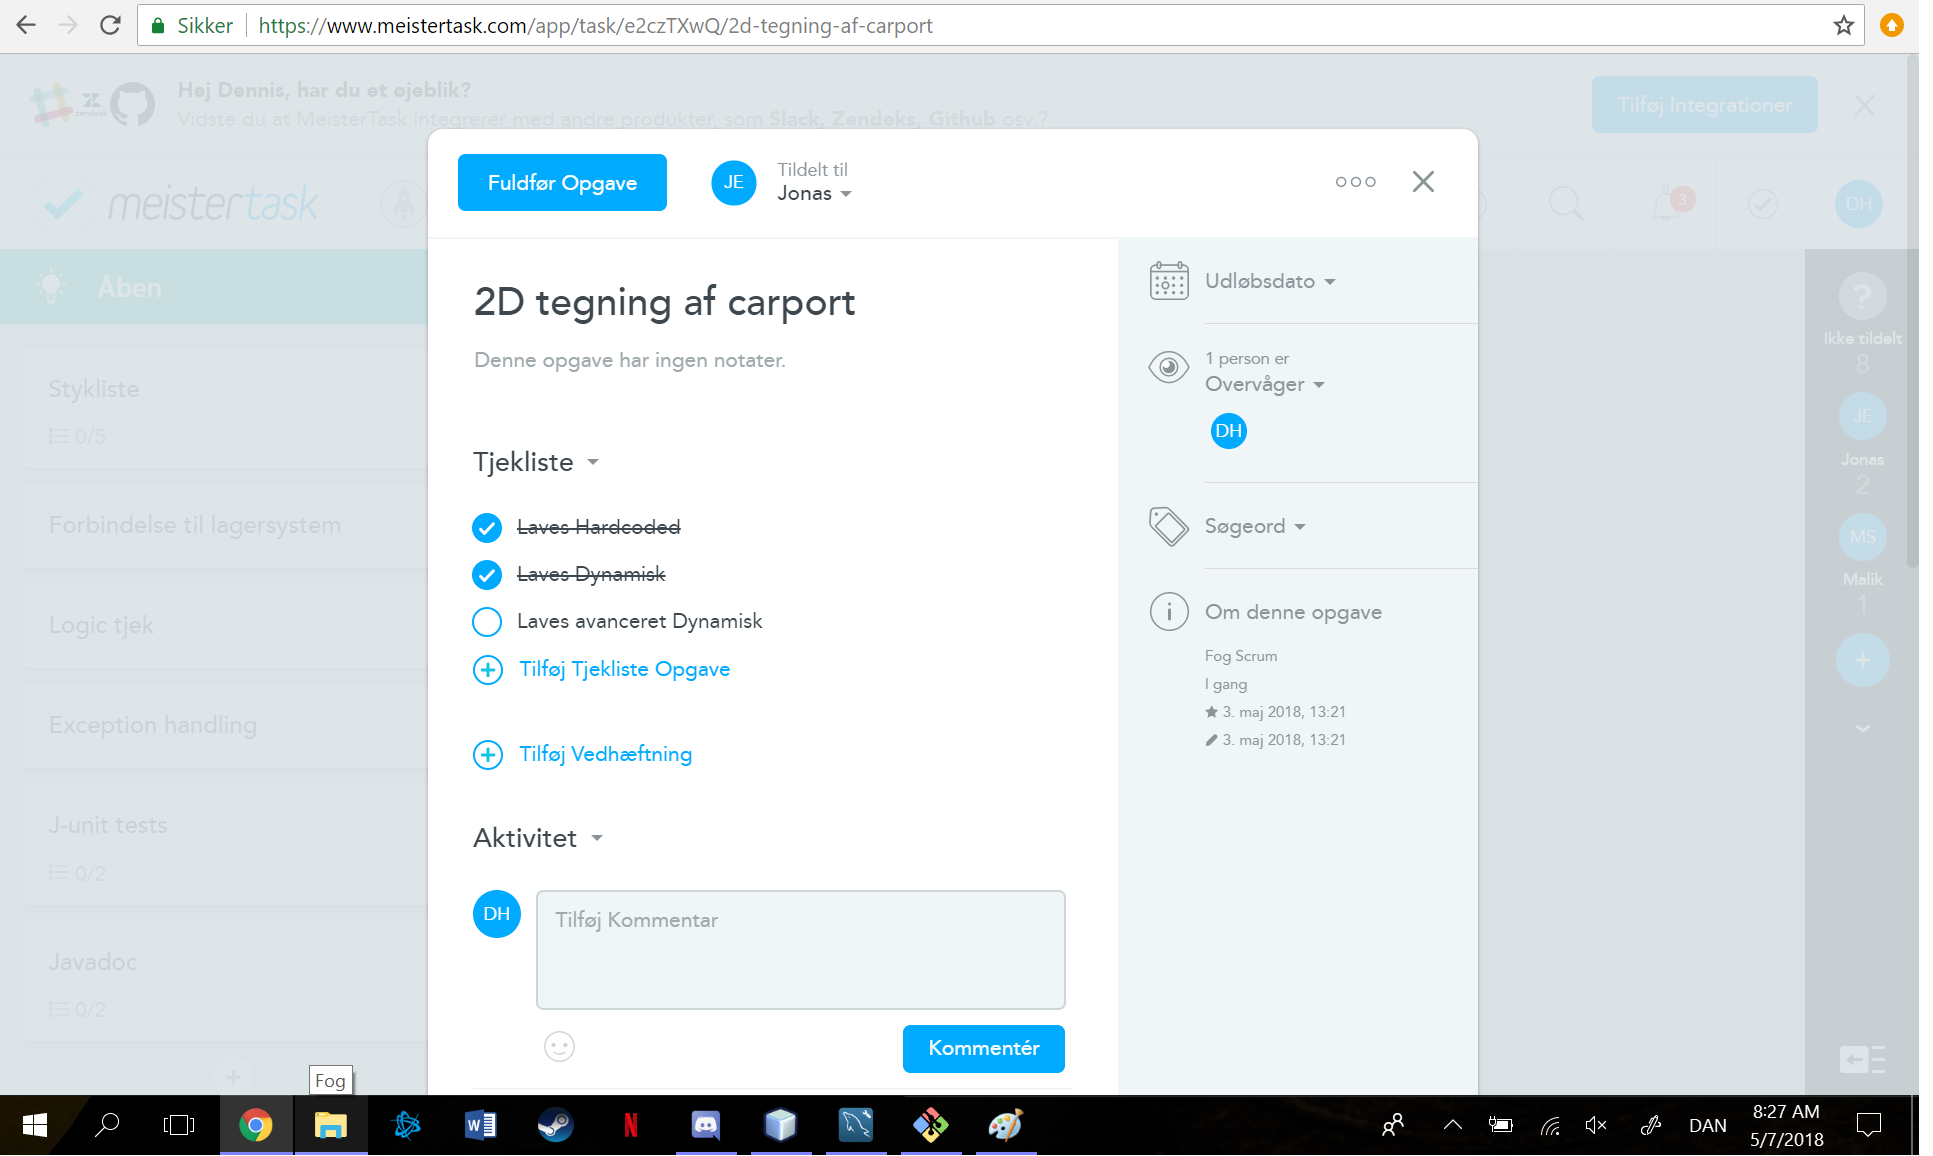 Sikker https://www.meistertask.com/app/task/e2czTXwQ/2d-tegning-af-carport
Hej Dennis, har du et øjeblik?
Vidste du at MeisterTask integrerer med andre produkter, som Slack, Zendeks, Github osv.?
zendesk
Tilføj Integrationer
Fuldfør Opgave
JE
Tildelt til
Jonas
meistertask
3
DH
Åben
2D tegning af carport
Denne opgave har ingen notater.
Udløbsdato
1 person er
Overvåger
DH
Stykliste
0/5
Forbindelse til lagersystem
Logic tjek
Exception handling
J-unit tests
0/2
Javadoc
0/2
Tjekliste
Laves Hardcoded
Laves Dynamisk
Laves avanceret Dynamisk
Tilføj Tjekliste Opgave
Tilføj Vedhæftning
Aktivitet
DH
Tilføj Kommentar
Kommentér
Søgeord
Om denne opgave
Fog Scrum
I gang
3. maj 2018, 13:21
3. maj 2018, 13:21
?
Ikke tildelt
8
JE
Jonas
2
MS
Malik
1
Fog
DAN
8:27 AM
5/7/2018